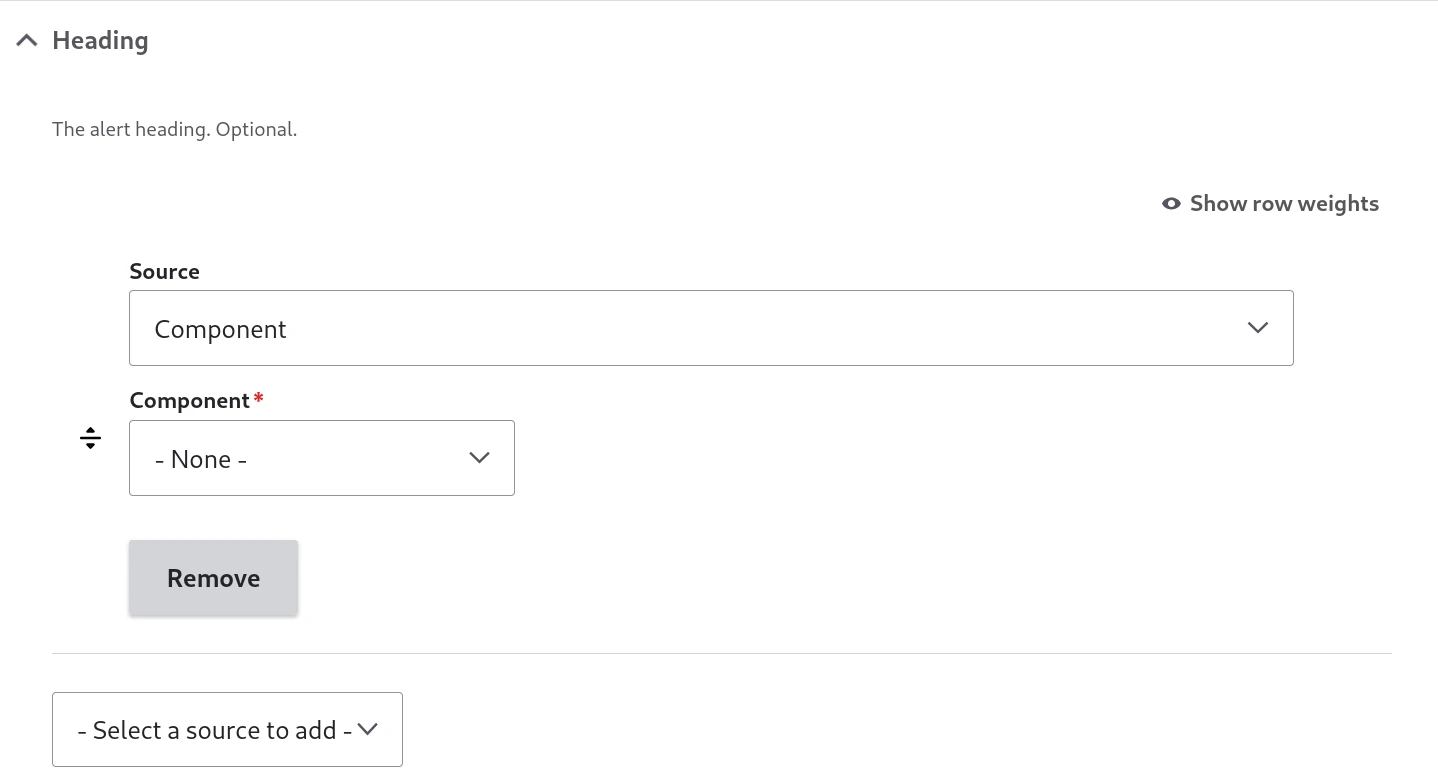 Heading
The alert heading. Optional.
Show row weights
Source
Component
Component*
- None -
Remove
- Select a source to add -